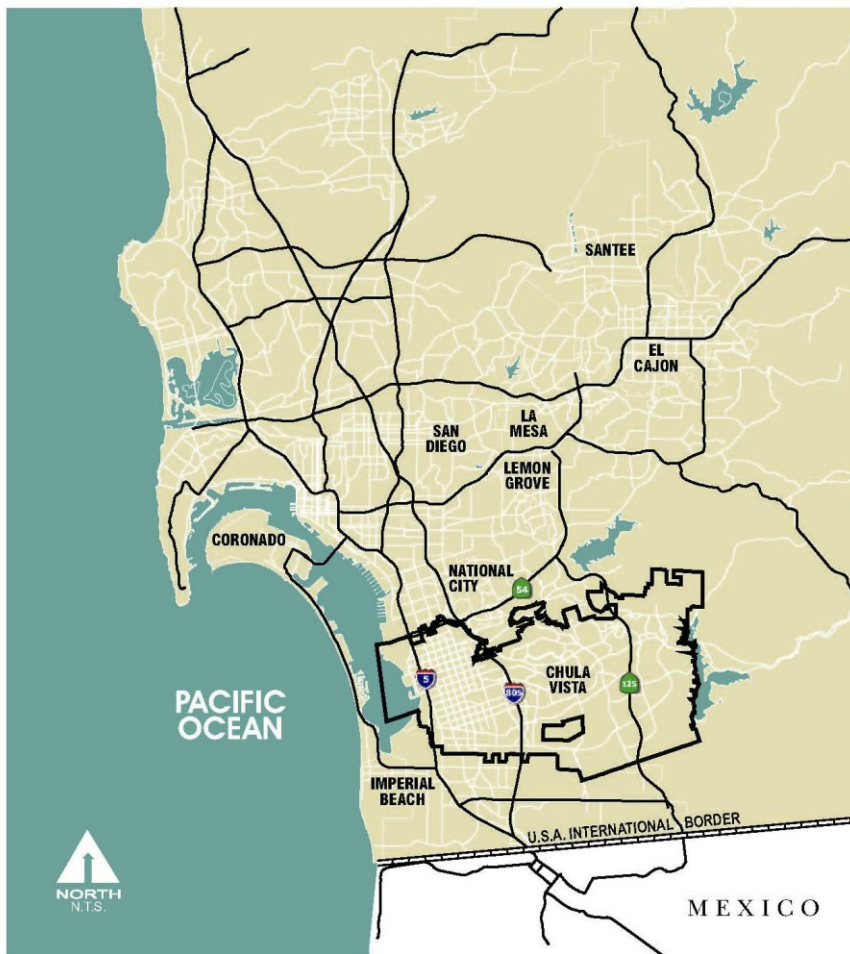 SANTEE
EL
CAJON
LA
MESA
SAN
DIEGO
LEMON
GROVE
CORONADO
NATIONAL
CITY
54
CHULA
VISTA
5
805
125
PACIFIC
OCEAN
IMPERIAL
BEACH
U.S.A. INTERNATIONAL BORDER
NORTH
N.T.S.
MEXICO